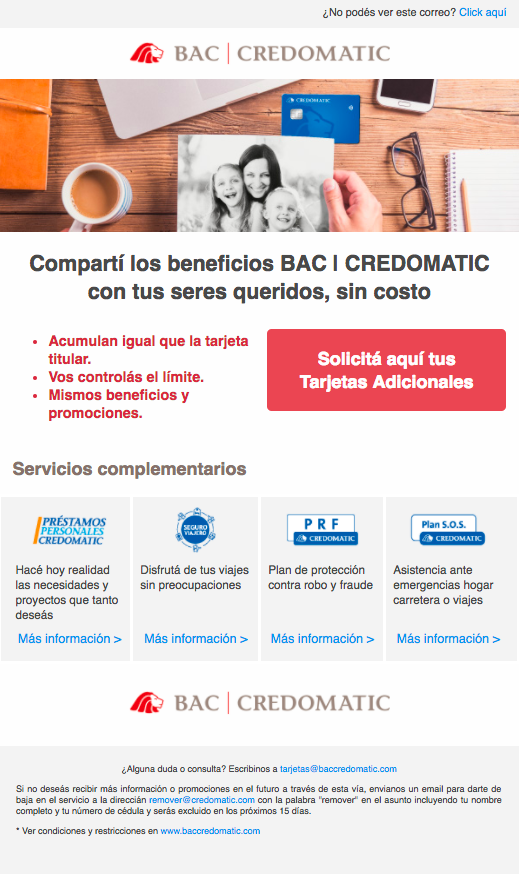 ¿No podés ver este correo? Click aquí
BAC | CREDOMATIC
CREDOMATIC
Compartí los beneficios BAC | CREDOMATIC
con tus seres queridos, sin costo
• Acumulan igual que la tarjeta
titular.
• Vos controlás el límite.
• Mismos beneficios y
promociones.
Solicitá aquí tus
Tarjetas Adicionales
Servicios complementarios
PRÉSTAMOS
PERSONALES
CREDOMATIC
Hacé hoy realidad
las necesidades y
proyectos que tanto
deseás
Más información >
SEGURO
VIAJERO
Disfrutá de tus viajes
sin preocupaciones
Más información >
PRF
CREDOMATIC
Plan de protección
contra robo y fraude
Más información >
Plan S.O.S.
CREDOMATIC
Asistencia ante
emergencias hogar
carretera o viajes
Más información >
BAC | CREDOMATIC
¿Alguna duda o consulta? Escribinos a tarjetas@baccredomatic.com
Si no deseás recibir más información o promociones en el futuro a través de esta vía, envianos un email para darte de
baja en el servicio a la direccián remover@credomatic.com con la palabra "remover" en el asunto incluyendo tu nombre
completo y tu número de cédula y serás excluido en los próximos 15 días.
* Ver condiciones y restricciones en www.baccredomatic.com